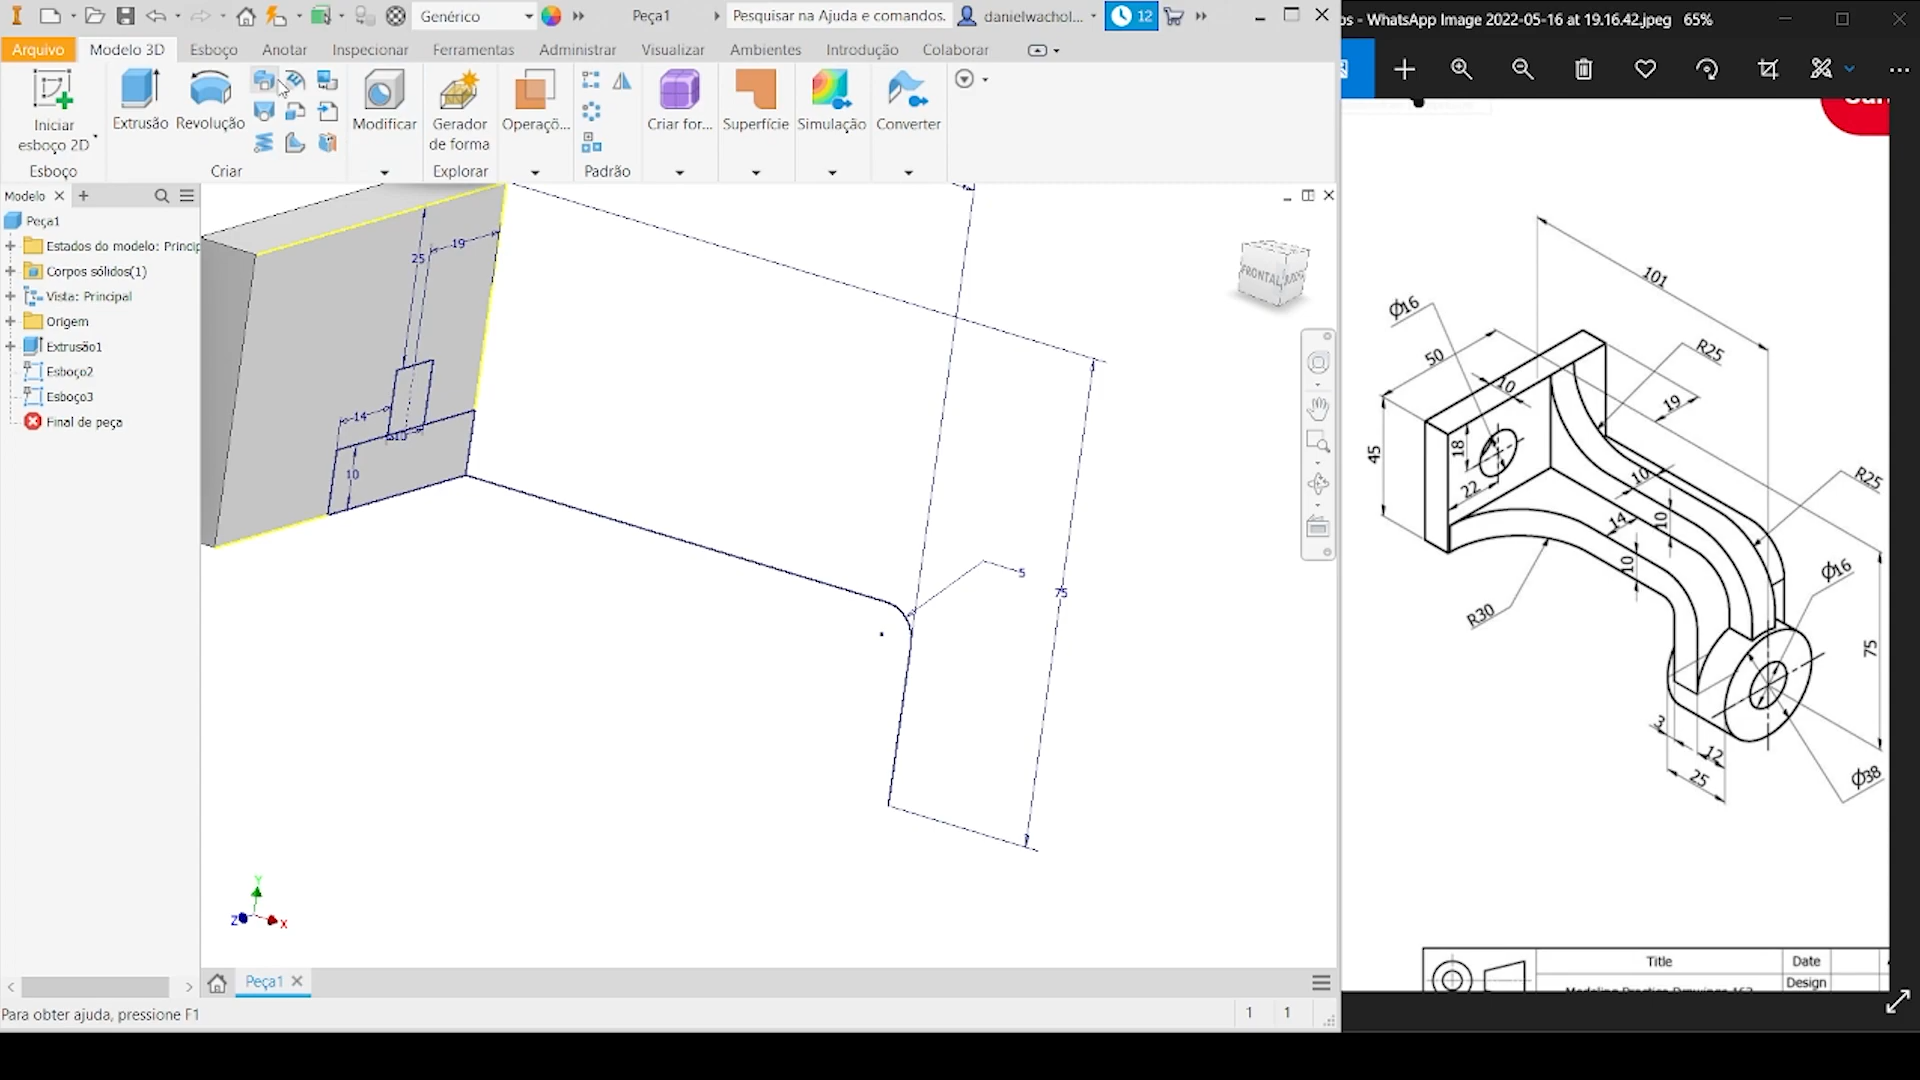 Genérico
Peça1
Pesquisar na Ajuda e comandos.
danielwachol...
12
Arquivo
Modelo 3D
Esboço
Anotar
Inspecionar
Ferramentas
Administrar
Visualizar
Ambientes
Introdução
Colaborar
Iniciar
esboço 2D
Extrusão
Revolução
Modificar
Gerador
de forma
Operaçõ...
Criar for...
Superfície
Simulação
Converter
Esboço
Criar
Explorar
Padrão
Modelo
Peça1
Estados do modelo: Princip
Corpos sólidos(1)
Vista: Principal
Origem
Extrusão1
Esboço2
Esboço3
Final de peça
19
25
14
10
10
5
75
FRONTAL
Y
Z
X
Peça1
Para obter ajuda, pressione F1
1
1
os - WhatsApp Image 2022-05-16 at 19.16.42.jpeg 65%
101
Ø16
R25
50
10
19
45
18
22
10
R25
14
10
10
Ø16
R30
75
3
12
25
Ø38
Title
Date
Design